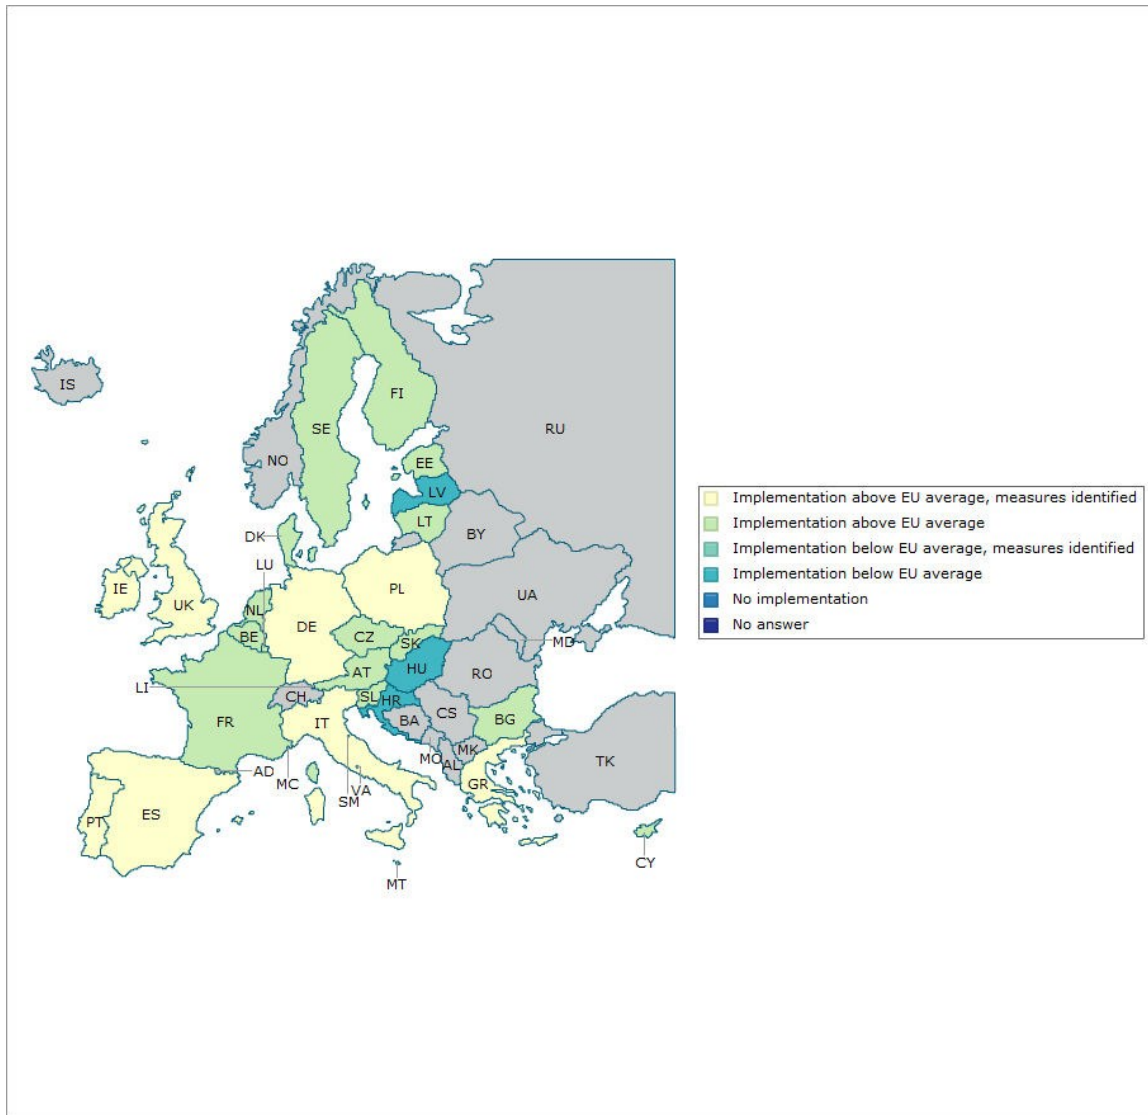 IS
FI
SE
RU
NO
EE
LV
LT
DK
BY
LU
IE
UK
NL
PL
UA
DE
BE
CZ
SK
MD
HU
AT
RO
LI
CH
SL
HR
FR
IT
BA
CS
BG
MK
MO
AL
TK
AD
MC
VA
SM
GR
ES
PT
CY
MT
Implementation above EU average, measures identified
Implementation above EU average
Implementation below EU average, measures identified
Implementation below EU average
No implementation
No answer